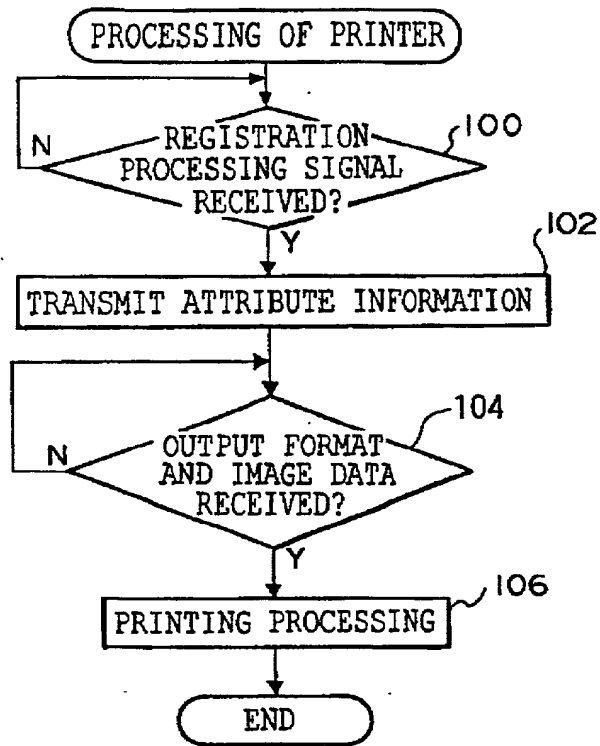 PROCESSING OF PRINTER
REGISTRATION
PROCESSING SIGNAL
RECEIVED?
100
N
Y
102
TRANSMIT ATTRIBUTE INFORMATION
104
OUTPUT FORMAT
AND IMAGE DATA
RECEIVED?
N
Y
106
PRINTING PROCESSING
END